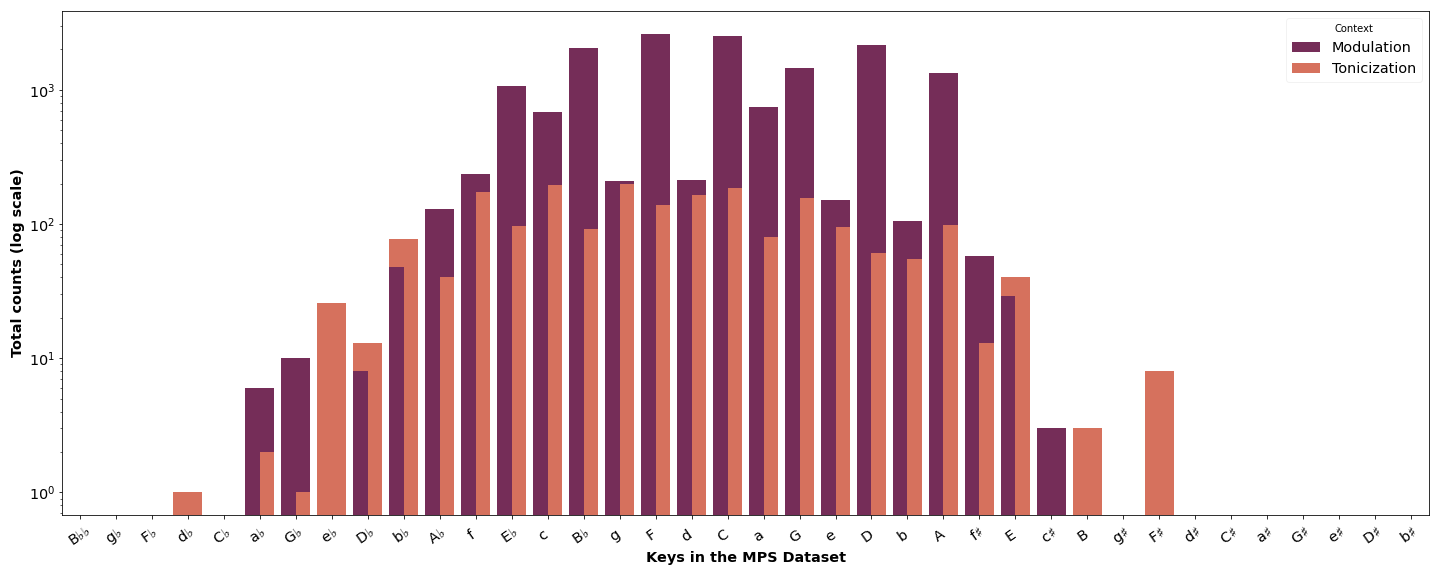 Context
Modulation
Tonicization
Total counts (log scale)
10³
10²
10¹
10⁰
B♭♭ g♭ F♭ d♭ C♭ a♭ G♭ e♭ D♭ b♭ A♭ f E♭ c B♭ g F d C a G e D b A f♯ E c♯ B g♯ F♯ d♯ C♯ a♯ G♯ e♯ D♯ b♯
Keys in the MPS Dataset